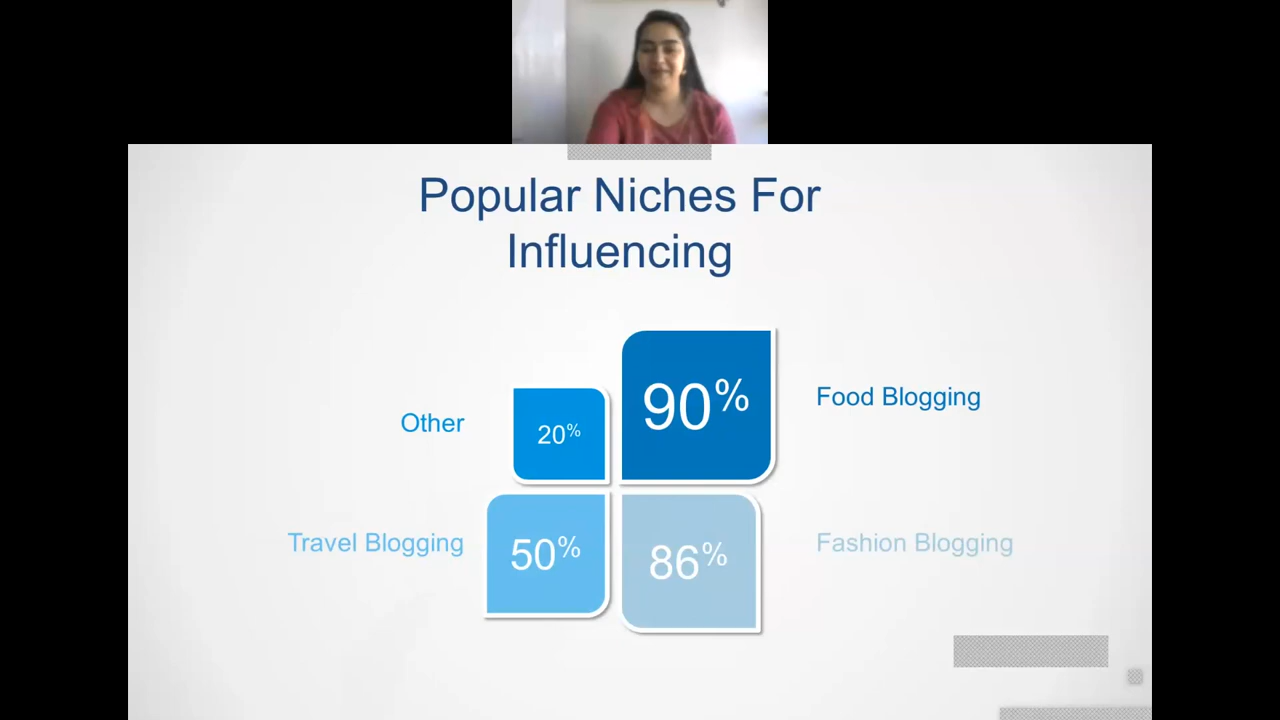 Popular Niches For
Influencing
Other
20%
90%
Food Blogging
Travel Blogging
50%
86%
Fashion Blogging